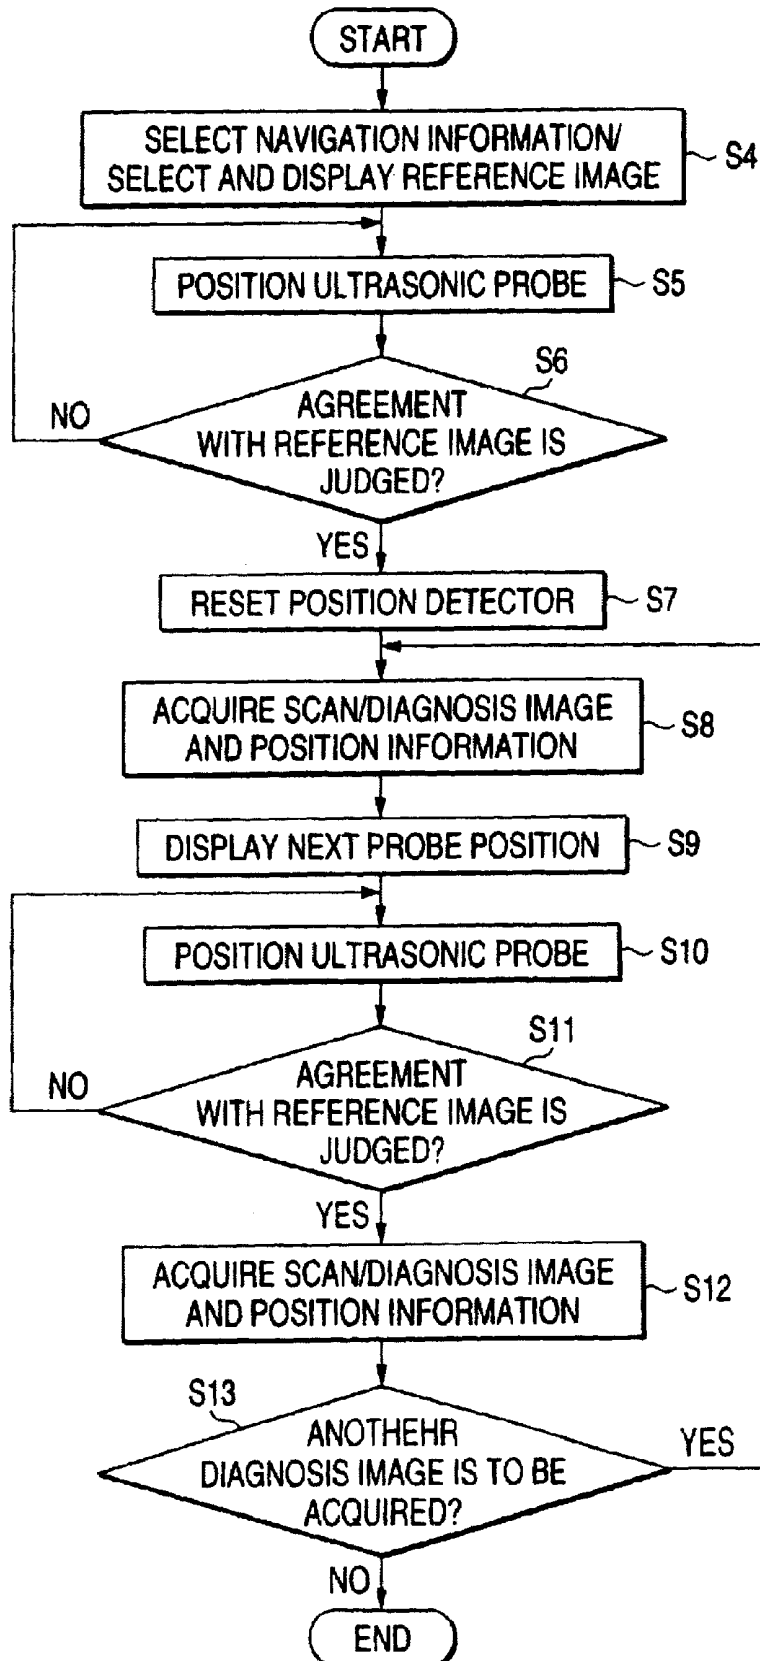 START
SELECT NAVIGATION INFORMATION/
SELECT AND DISPLAY REFERENCE IMAGE
S4
POSITION ULTRASONIC PROBE
S5
S6
AGREEMENT
WITH REFERENCE IMAGE IS
JUDGED?
NO
YES
RESET POSITION DETECTOR
S7
ACQUIRE SCAN/DIAGNOSIS IMAGE
AND POSITION INFORMATION
S8
DISPLAY NEXT PROBE POSITION
S9
POSITION ULTRASONIC PROBE
S10
S11
AGREEMENT
WITH REFERENCE IMAGE IS
JUDGED?
NO
YES
ACQUIRE SCAN/DIAGNOSIS IMAGE
AND POSITION INFORMATION
S12
S13
ANOTHEHR
DIAGNOSIS IMAGE IS TO BE
ACQUIRED?
YES
NO
END